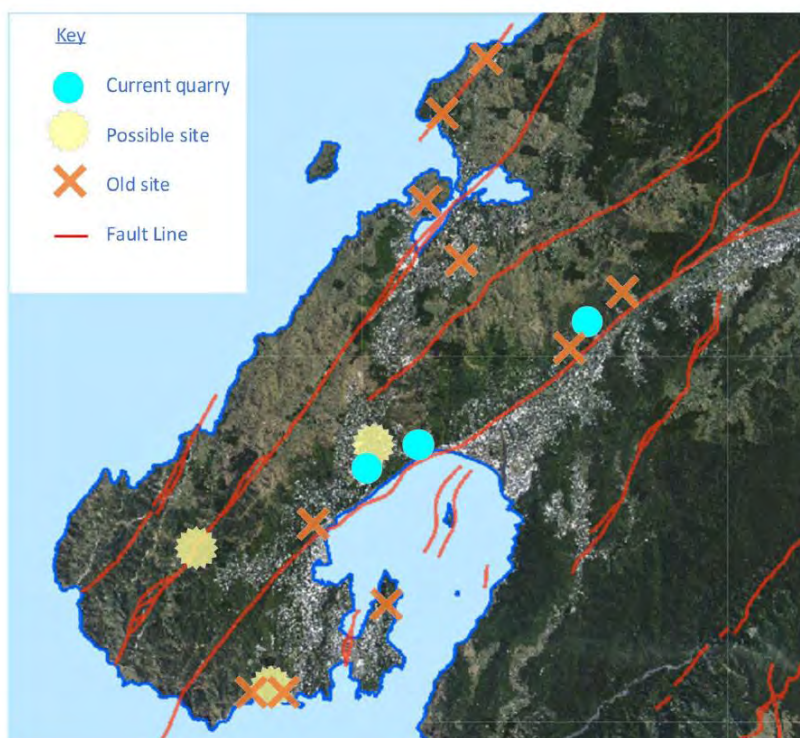 Key
Current quarry
Possible site
Old site
Fault Line